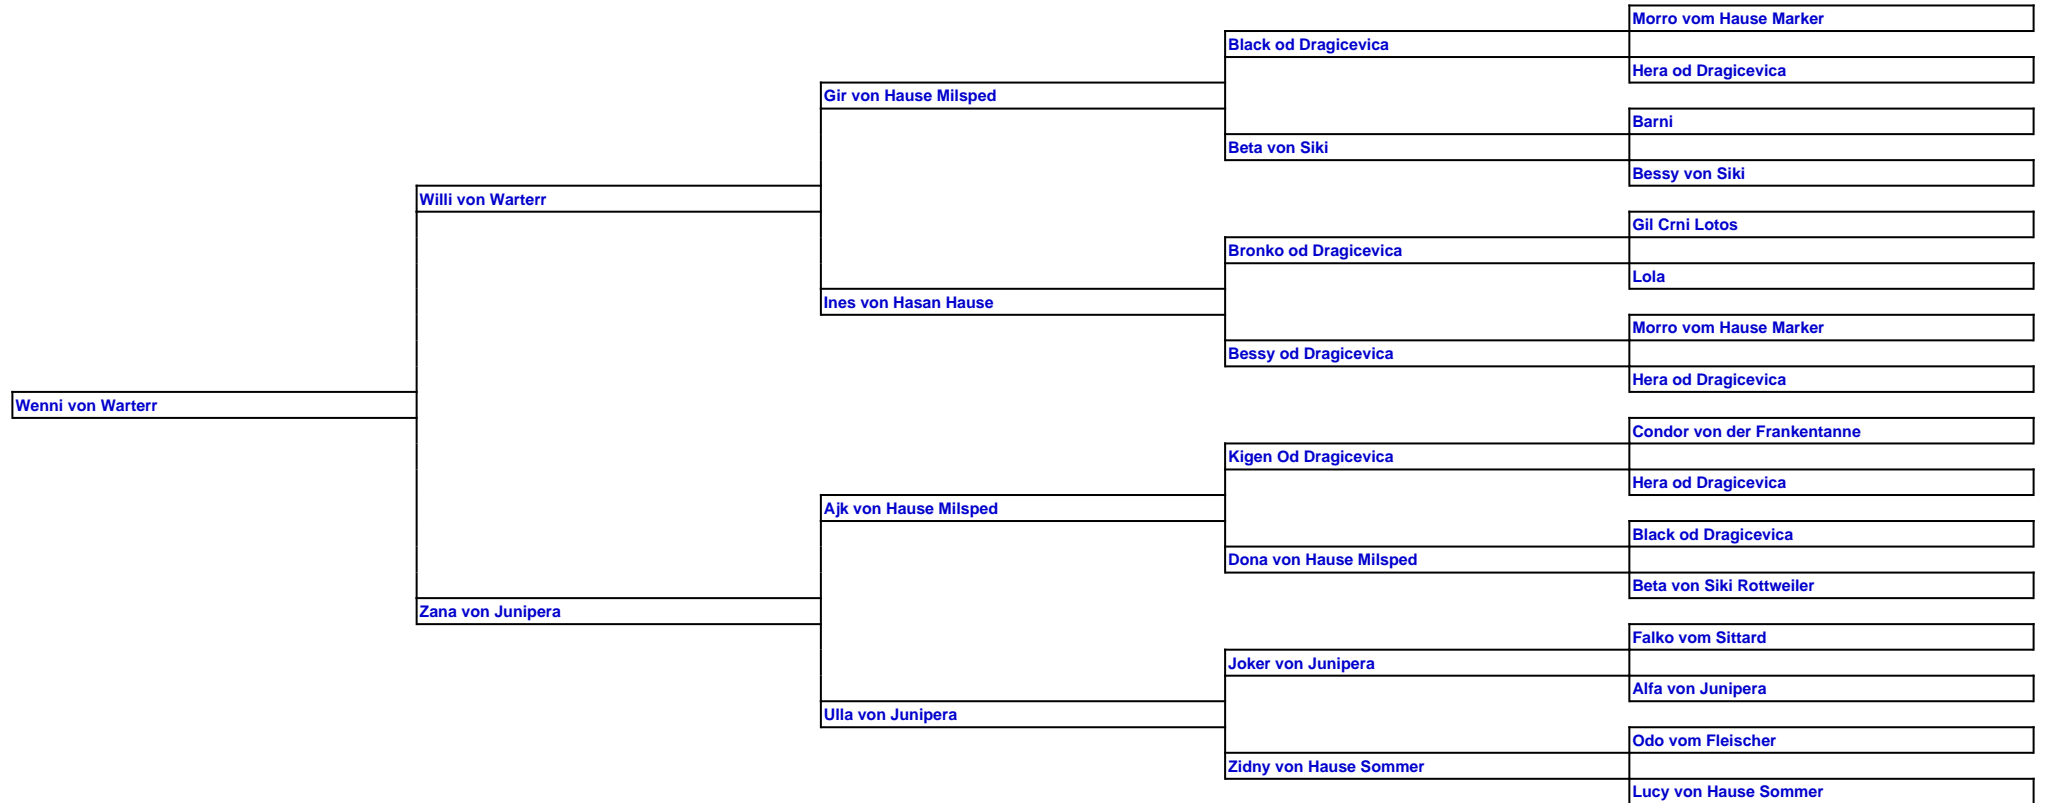 Morro vom Hause Marker
Black od Dragicevica
Hera od Dragicevica
Gir von Hause Milsped
Barni
Beta von Siki
Bessy von Siki
Willi von Warterr
Gil Crni Lotos
Bronko od Dragicevica
Lola
Ines von Hasan Hause
Morro vom Hause Marker
Bessy od Dragicevica
Hera od Dragicevica
Wenni von Warterr
Condor von der Frankentanne
Kigen Od Dragicevica
Hera od Dragicevica
Ajk von Hause Milsped
Black od Dragicevica
Dona von Hause Milsped
Beta von Siki Rottweiler
Zana von Junipera
Falko vom Sittard
Joker von Junipera
Alfa von Junipera
Ulla von Junipera
Odo vom Fleischer
Zidny von Hause Sommer
Lucy von Hause Sommer